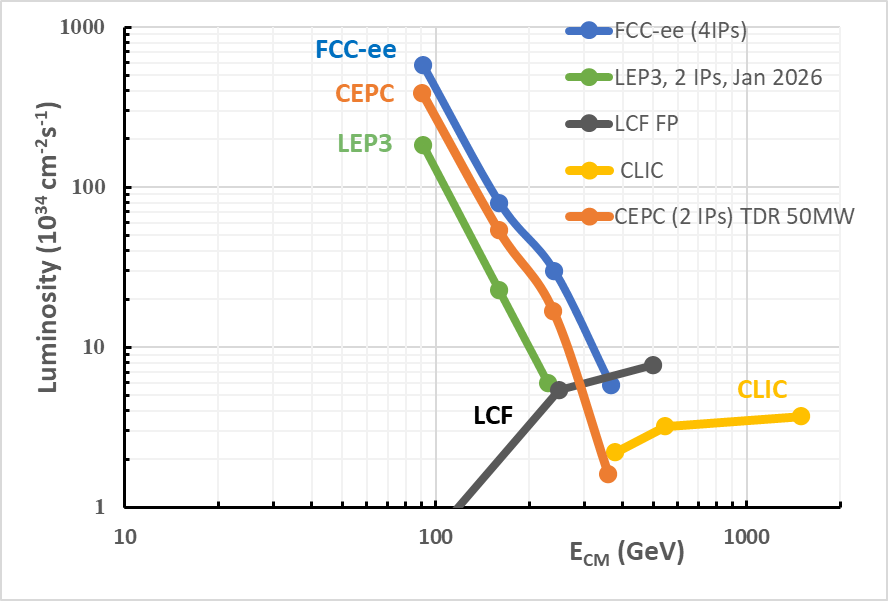 1000
FCC-ee (4IPs)
FCC-ee
LEP3, 2 IPs, Jan 2026
CEPC
LCF FP
LEP3
CLIC
100
CEPC (2 IPs) TDR 50MW
Luminosity (10³⁴ cm⁻²s⁻¹)
10
CLIC
LCF
1
10
100
1000
E_CM (GeV)